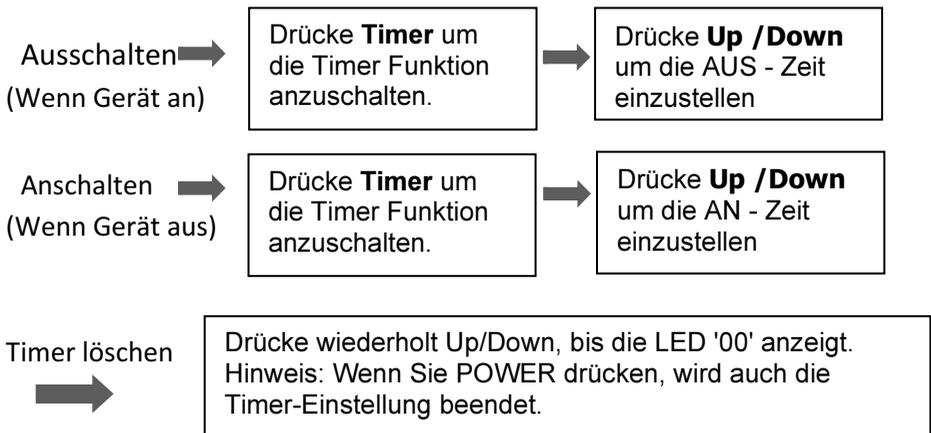 Ausschalten
(Wenn Gerät an)
Drücke Timer um
die Timer Funktion
anzuschalten.
Drücke Up /Down
um die AUS - Zeit
einzustellen
Anschalten
(Wenn Gerät aus)
Drücke Timer um
die Timer Funktion
anzuschalten.
Drücke Up /Down
um die AN - Zeit
einzustellen
Timer löschen
Drücke wiederholt Up/Down, bis die LED '00' anzeigt.
Hinweis: Wenn Sie POWER drücken, wird auch die
Timer-Einstellung beendet.